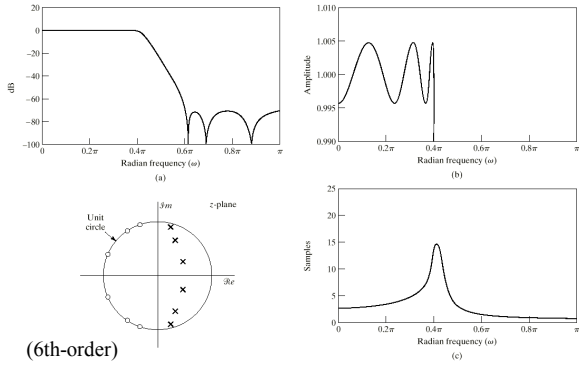 20
0
−20
−40
−60
−80
−100
dB
0 0.2π 0.4π 0.6π 0.8π π
Radian frequency (ω)
(a)
1.010
1.005
1.000
0.995
0.990
Amplitude
0 0.2π 0.4π 0.6π 0.8π π
Radian frequency (ω)
(b)
ℐm
z-plane
Unit
circle
ℛe
25
20
15
10
5
0
Samples
0 0.2π 0.4π 0.6π 0.8π π
Radian frequency (ω)
(c)
(6th-order)